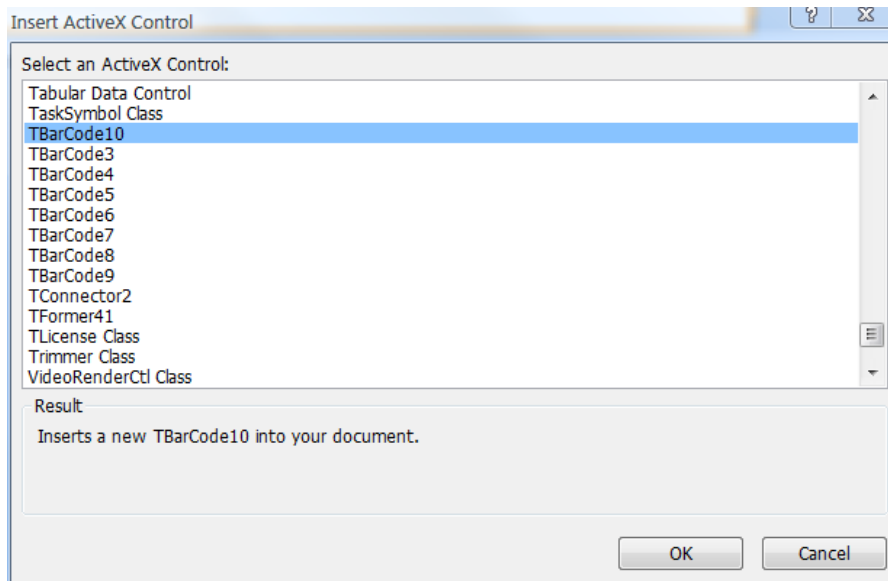 Insert ActiveX Control
Select an ActiveX Control:
Tabular Data Control
TaskSymbol Class
TBarCode10
TBarCode3
TBarCode4
TBarCode5
TBarCode6
TBarCode7
TBarCode8
TBarCode9
TConnector2
TFormer41
TLicense Class
Trimmer Class
VideoRenderCtl Class
Result
Inserts a new TBarCode10 into your document.
OK Cancel